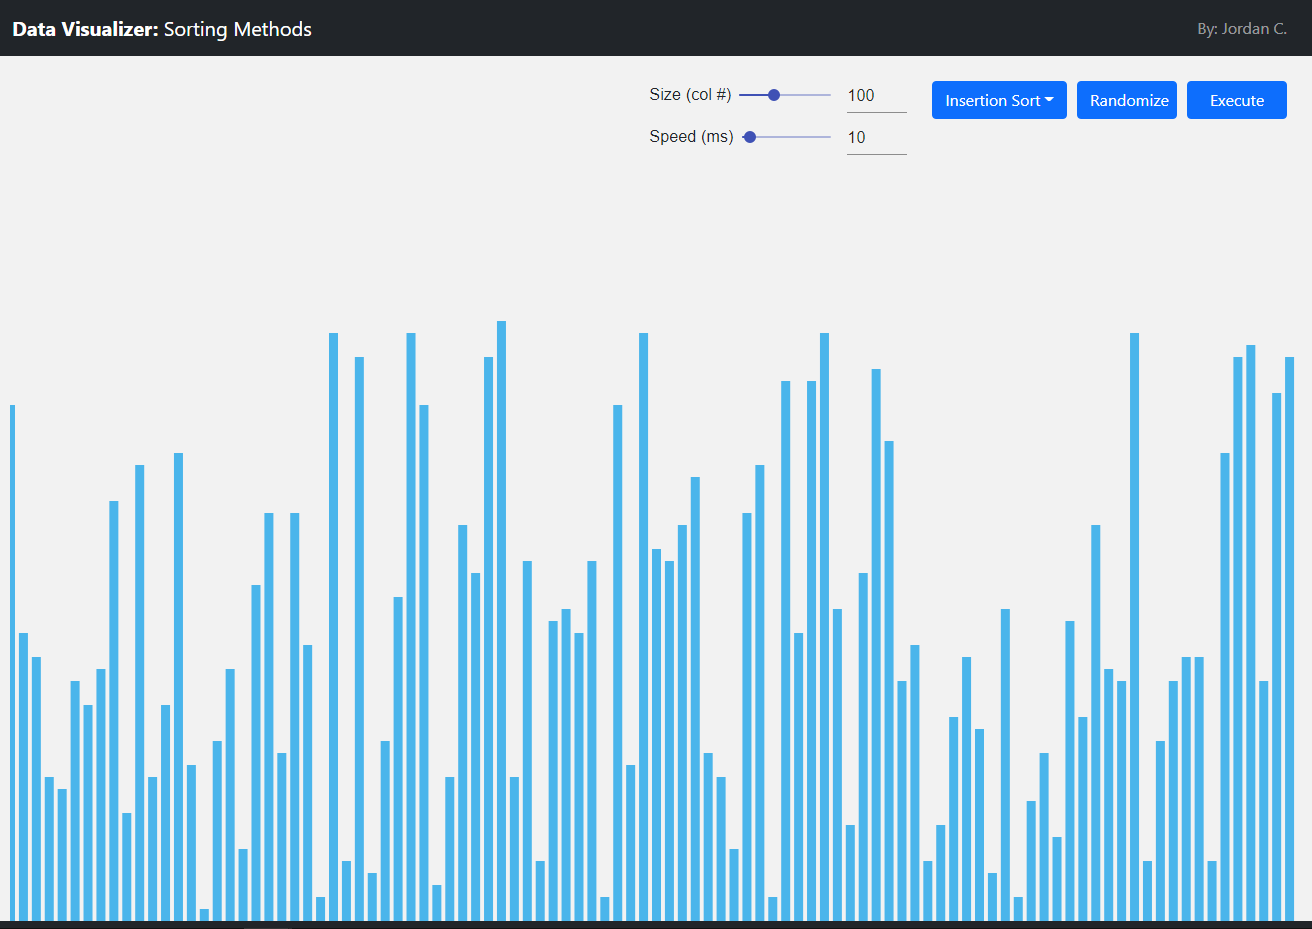 Data Visualizer: Sorting Methods
By: Jordan C.
Size (col #) 100
Insertion Sort Randomize Execute
Speed (ms) 10